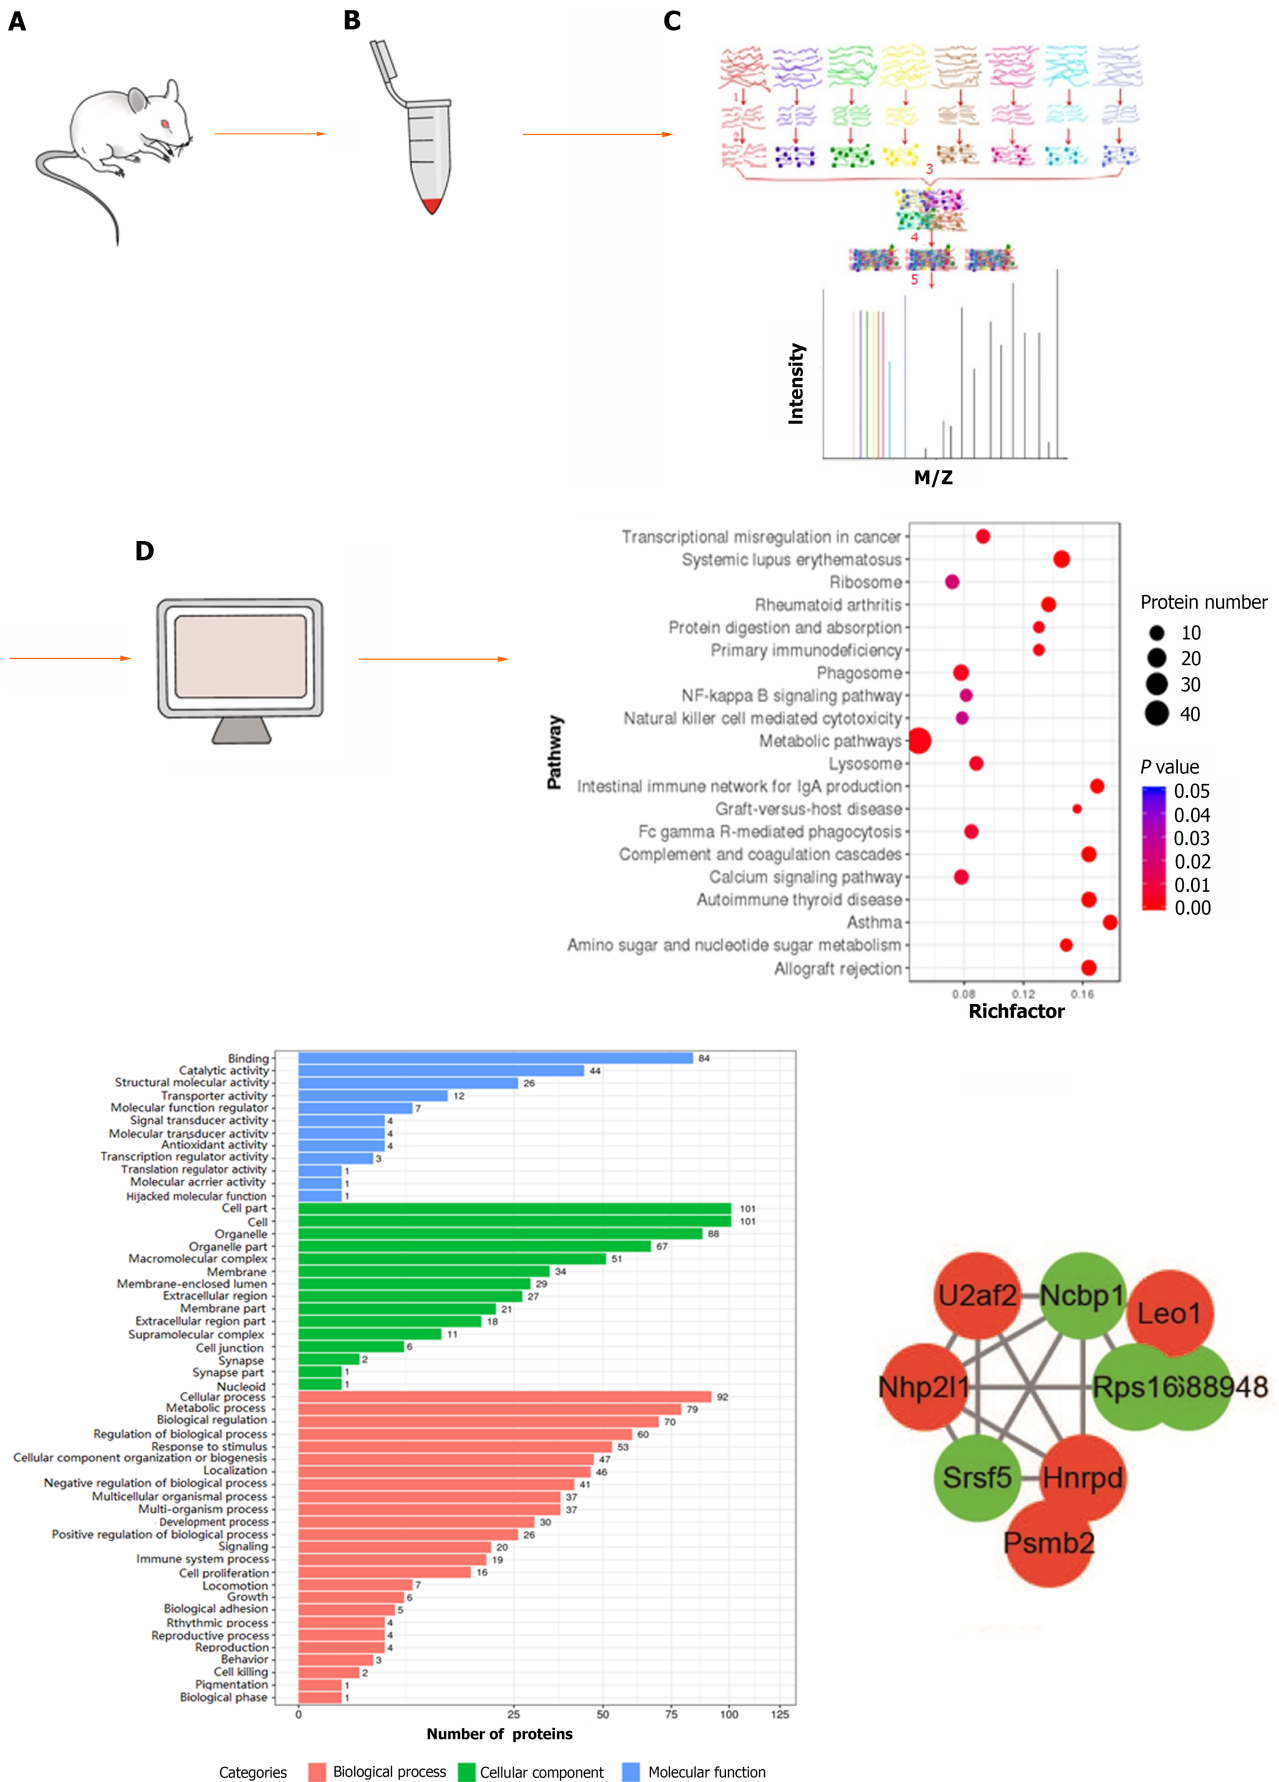 A
B
C
1
2
3
4
5
Intensity
M/Z
D
Pathway
Transcriptional misregulation in cancer
Systemic lupus erythematosus
Ribosome
Rheumatoid arthritis
Protein digestion and absorption
Primary immunodeficiency
Phagosome
NF-kappa B signaling pathway
Natural killer cell mediated cytotoxicity
Metabolic pathways
Lysosome
Intestinal immune network for IgA production
Graft-versus-host disease
Fc gamma R-mediated phagocytosis
Complement and coagulation cascades
Calcium signaling pathway
Autoimmune thyroid disease
Asthma
Amino sugar and nucleotide sugar metabolism
Allograft rejection
0.08 0.12 0.16
Richfactor
Protein number
10
20
30
40
P value
0.05
0.04
0.03
0.02
0.01
0.00
Binding 84
Catalytic activity 44
Structural molecular activity 26
Transporter activity 12
Molecular function regulator 7
Signal transducer activity 4
Molecular transducer activity 4
Antioxidant activity 4
Transcription regulator activity 3
Translation regulator activity 1
Molecular acrrier activity 1
Hijacked molecular function 1
Cell part 101
Cell 101
Organelle 88
Organelle part 67
Macromolecular complex 51
Membrane 34
Membrane-enclosed lumen 29
Extracellular region 27
Membrane part 21
Extracellular region part 18
Supramolecular complex 11
Cell junction 6
Synapse 2
Synapse part 1
Nucleoid 1
Cellular process 92
Metabolic process 79
Biological regulation 70
Regulation of biological process 60
Response to stimulus 53
Cellular component organization or biogenesis 47
Localization 46
Negative regulation of biological process 41
Multicellular organismal process 37
Multi-organism process 37
Development process 30
Positive regulation of biological process 26
Signaling 20
Immune system process 19
Cell proliferation 16
Locomotion 7
Growth 6
Biological adhesion 5
Rthythmic process 4
Reproductive process 4
Reproduction 4
Behavior 3
Cell killing 2
Pigmentation 1
Biological phase 1
0 25 50 75 100 125
Number of proteins
Categories Biological process Cellular component Molecular function
U2af2 Ncbp1
Leo1
Nhp2l1 Rps16 88948
Srsf5 Hnrpd
Psmb2